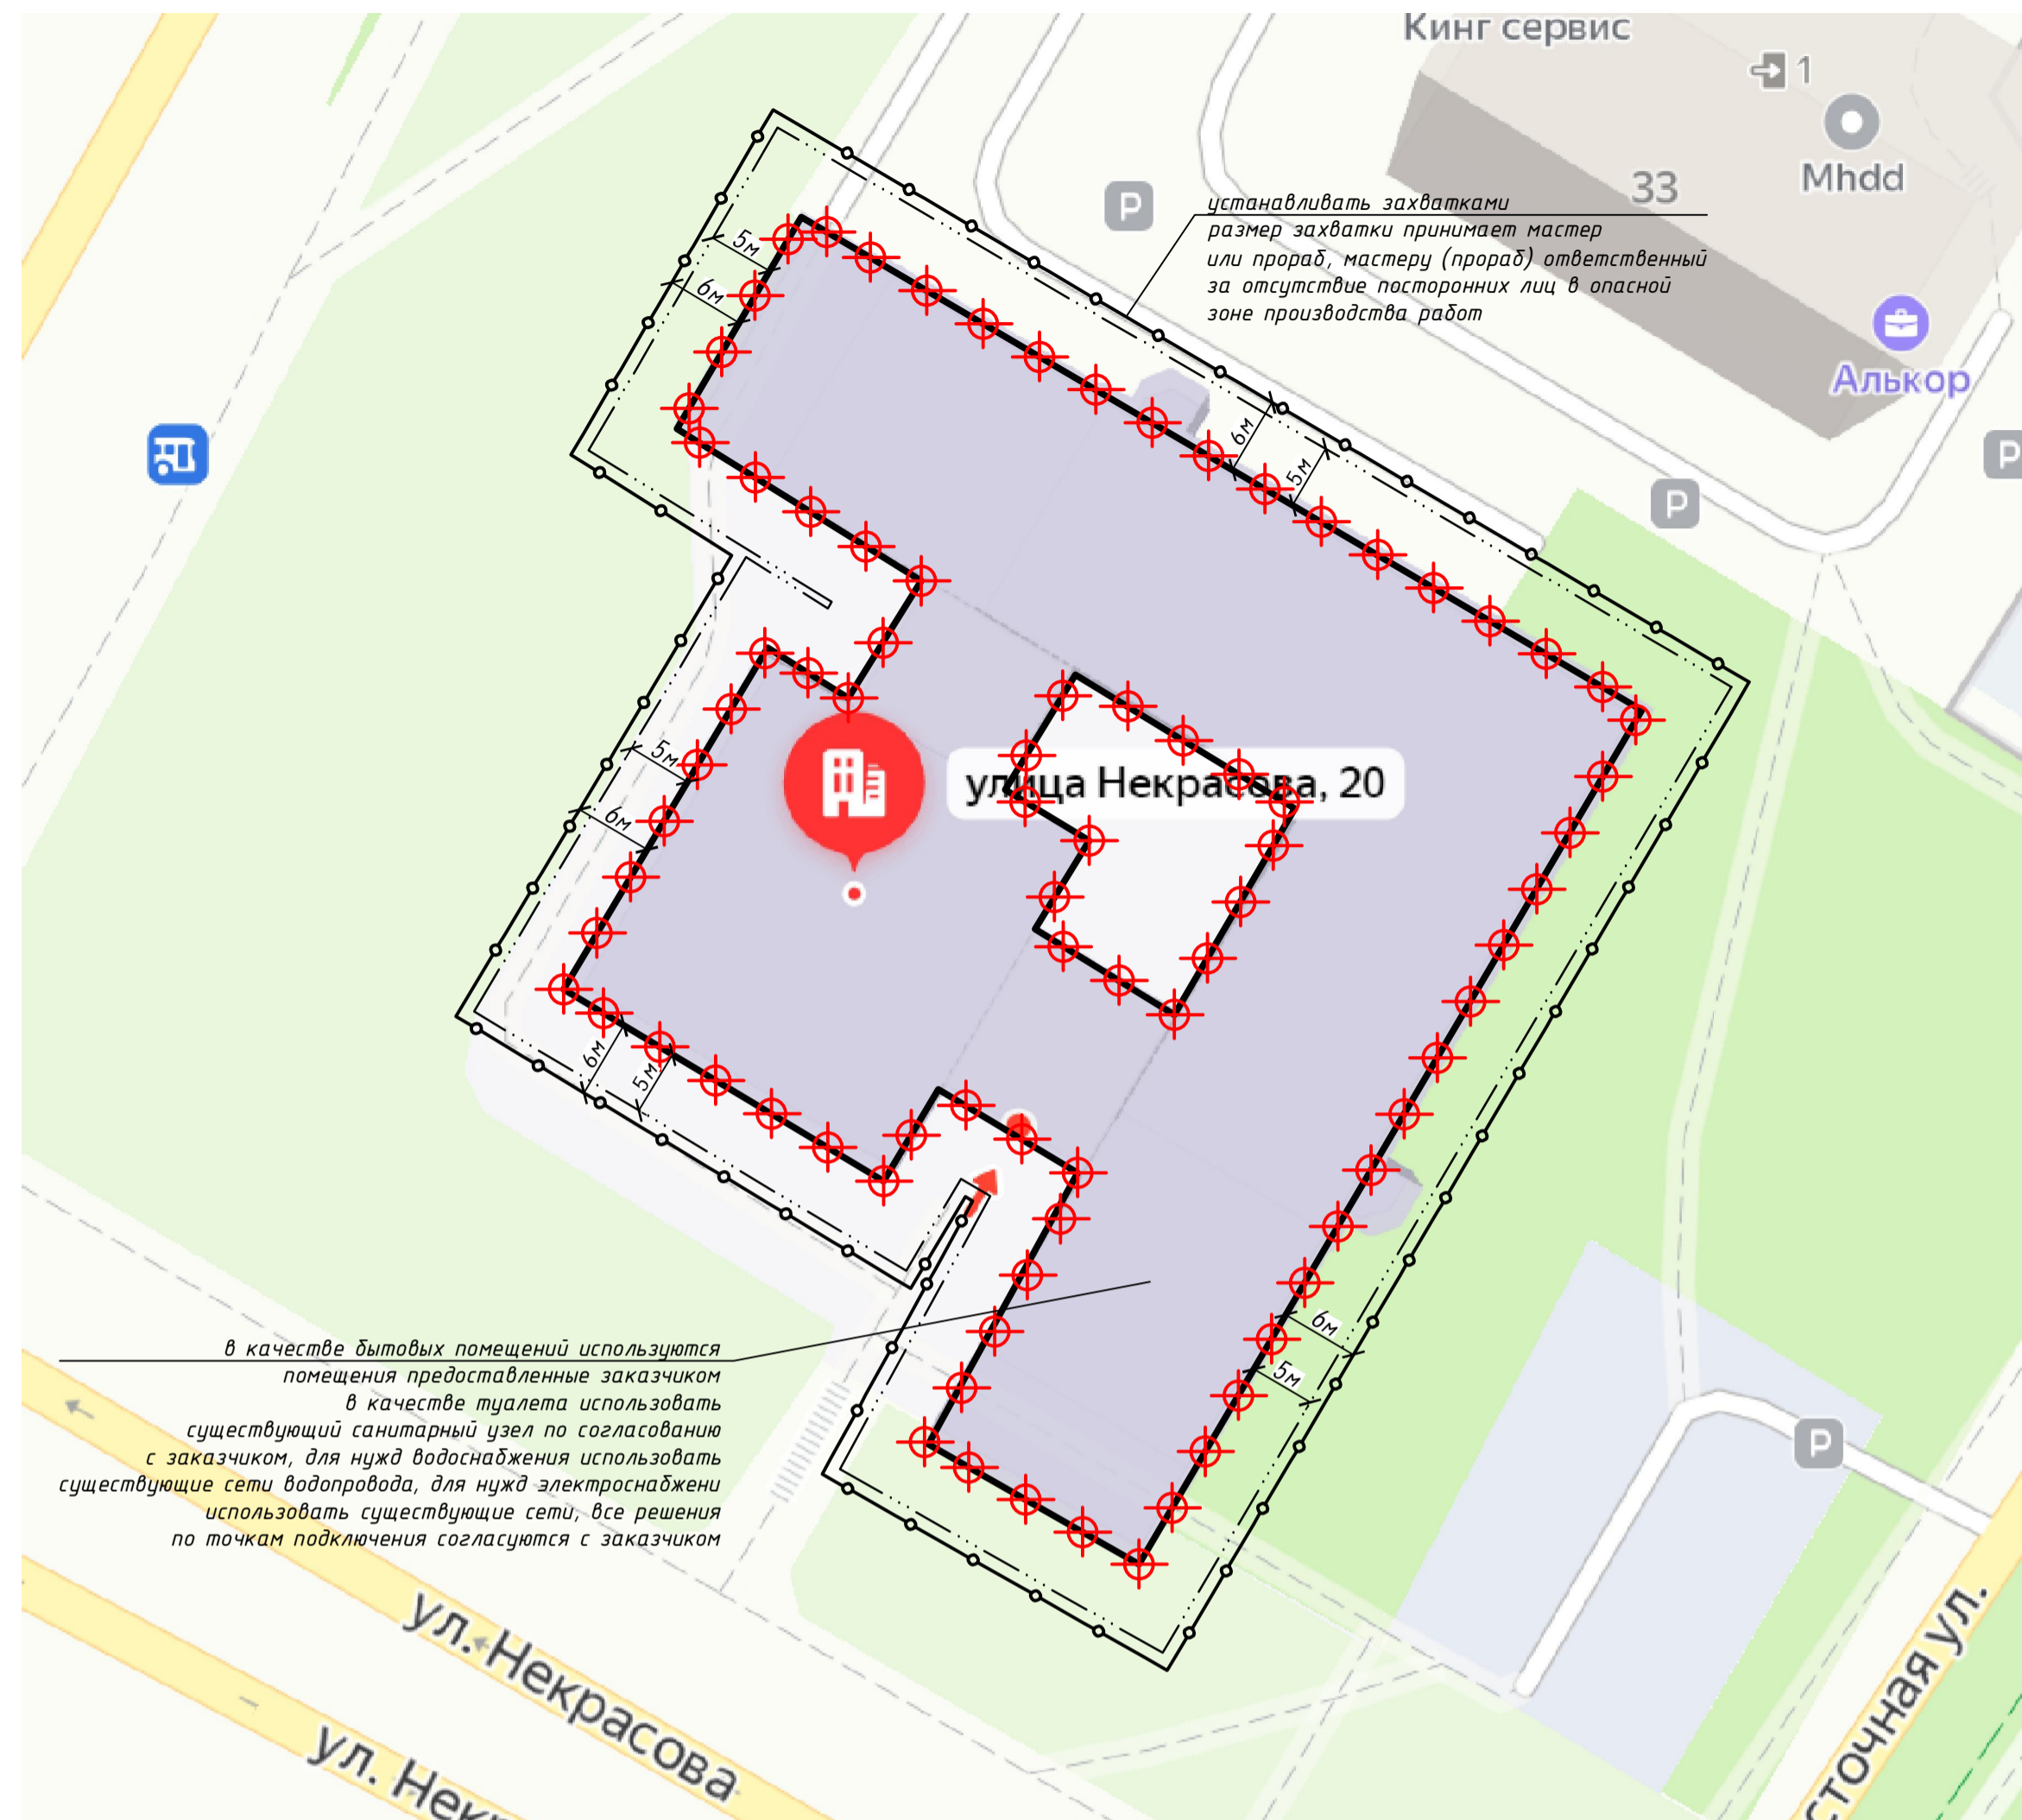 Кинг сервис
1
Mhdd
33
P
устанавливать захватками
размер захватки принимает мастер
или прораб, мастеру (прораб) ответственный
за отсутствие посторонних лиц в опасной
зоне производства работ
5м
6м
Алькор
6м
5м
P
P
5м
6м
улица Некрасова, 20
6м
5м
6м
5м
в качестве бытовых помещений используются
помещения предоставленные заказчиком
в качестве туалета использовать
существующий санитарный узел по согласованию
с заказчиком, для нужд водоснабжения использовать
существующие сети водопровода, для нужд электроснабжени
использовать существующие сети, все решения
по точкам подключения согласуются с заказчиком
P
ул. Некрасова
ул. Некр
сточная ул.